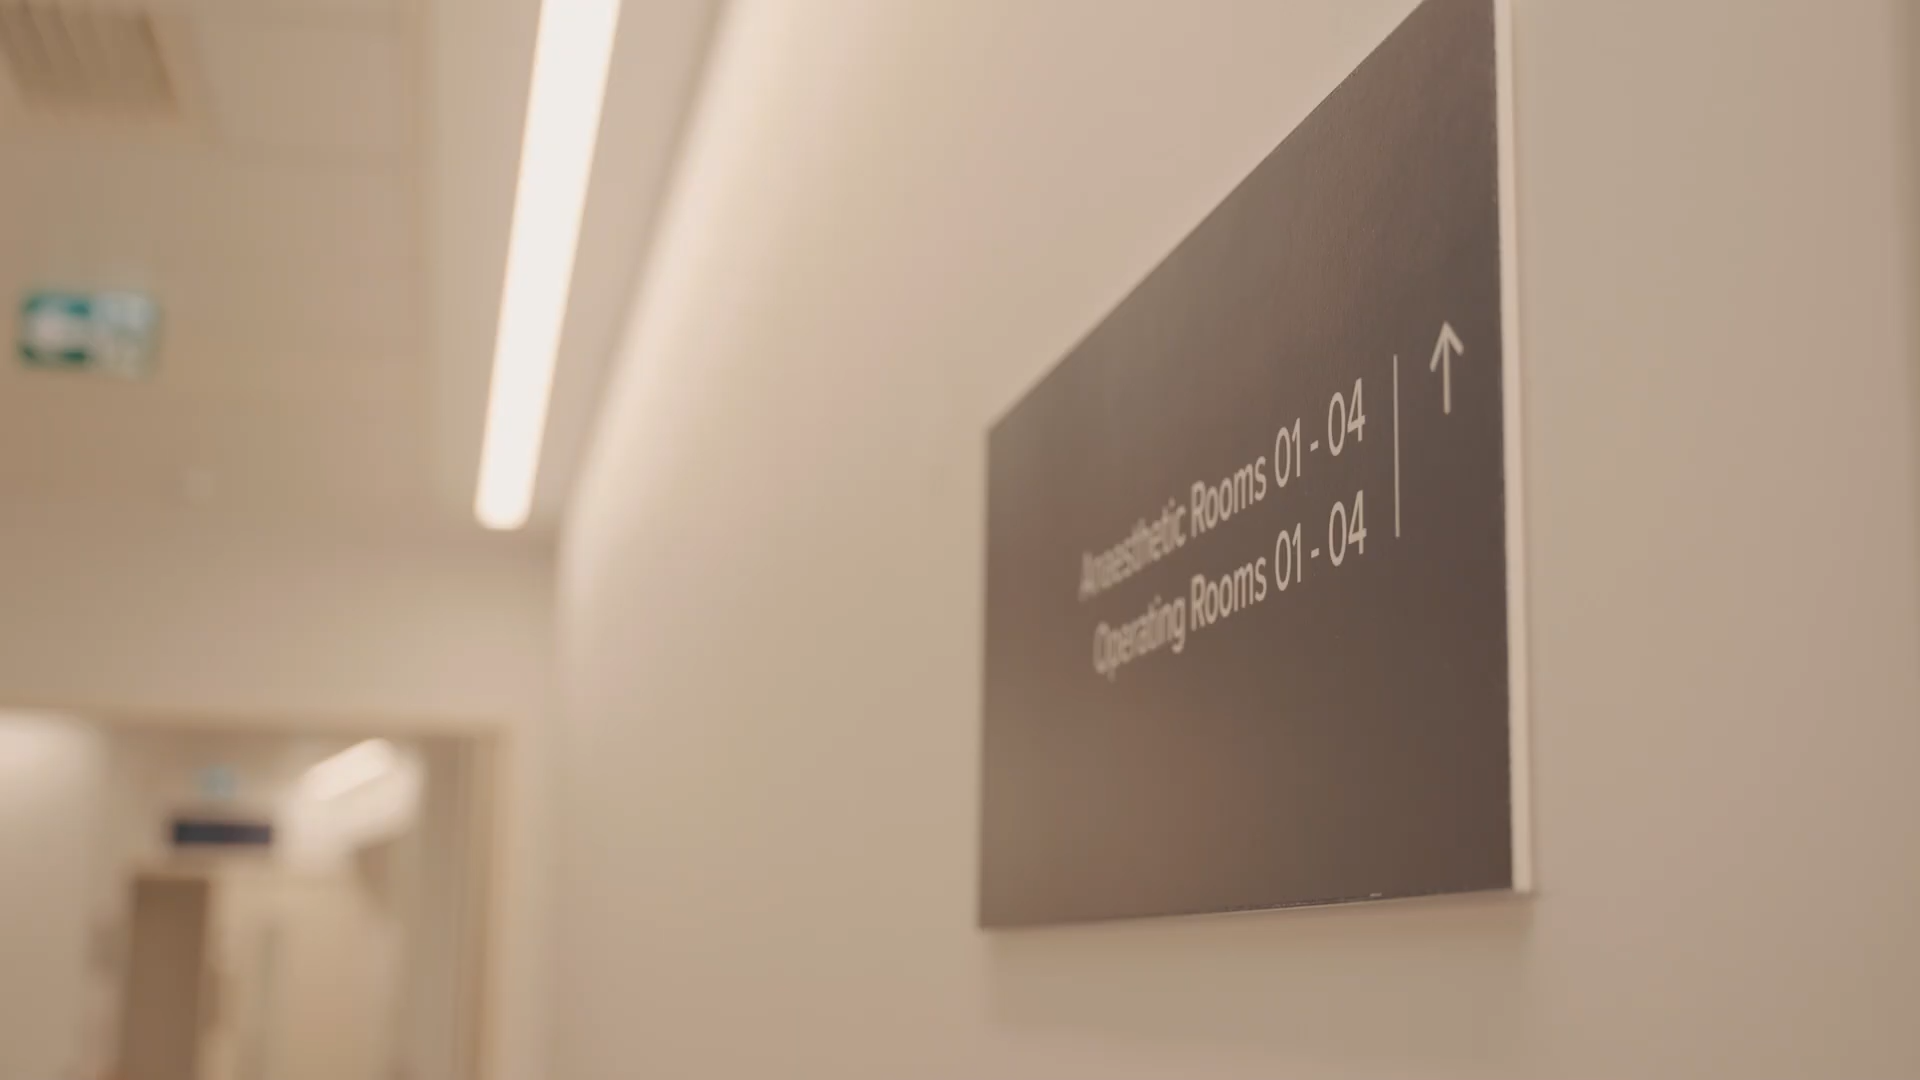 Anaesthetic Rooms 01 - 04
Operating Rooms 01 - 04